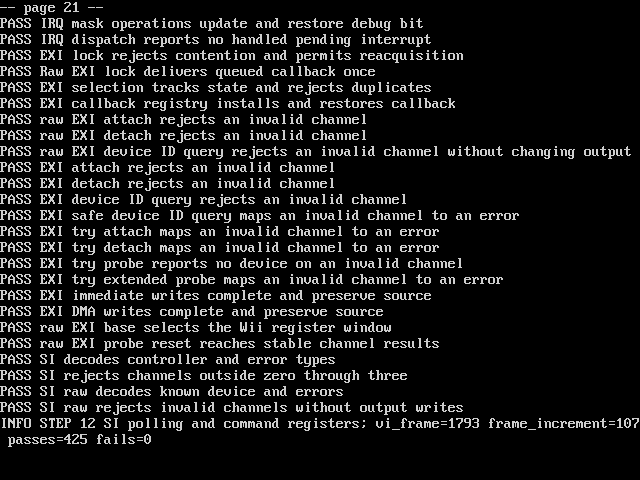 -- page 21 --
PASS IRQ mask operations update and restore debug bit
PASS IRQ dispatch reports no handled pending interrupt
PASS EXI lock rejects contention and permits reacquisition
PASS Raw EXI lock delivers queued callback once
PASS EXI selection tracks state and rejects duplicates
PASS EXI callback registry installs and restores callback
PASS raw EXI attach rejects an invalid channel
PASS raw EXI detach rejects an invalid channel
PASS raw EXI device ID query rejects an invalid channel without changing output
PASS EXI attach rejects an invalid channel
PASS EXI detach rejects an invalid channel
PASS EXI device ID query rejects an invalid channel
PASS EXI safe device ID query maps an invalid channel to an error
PASS EXI try attach maps an invalid channel to an error
PASS EXI try detach maps an invalid channel to an error
PASS EXI try probe reports no device on an invalid channel
PASS EXI try extended probe maps an invalid channel to an error
PASS EXI immediate writes complete and preserve source
PASS EXI DMA writes complete and preserve source
PASS raw EXI base selects the Wii register window
PASS raw EXI probe reset reaches stable channel results
PASS SI decodes controller and error types
PASS SI rejects channels outside zero through three
PASS SI raw decodes known device and errors
PASS SI raw rejects invalid channels without output writes
INFO STEP 12 SI polling and command registers; vi_frame=1793 frame_increment=107
 passes=425 fails=0